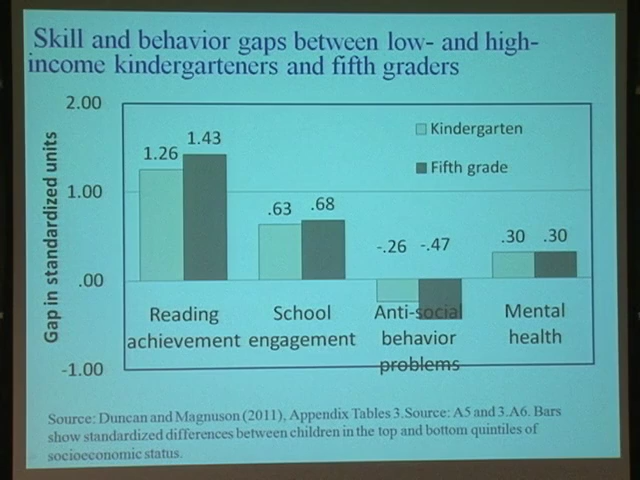 Skill and behavior gaps between low- and high-
income kindergarteners and fifth graders
Gap in standardized units
2.00
1.00
.00
-1.00
Kindergarten
Fifth grade
1.26
1.43
.63
.68
-.26
-.47
.30
.30
Reading
achievement
School
engagement
Anti-social
behavior
problems
Mental
health
Source: Duncan and Magnuson (2011), Appendix Tables 3.Source: A5 and 3.A6. Bars
show standardized differences between children in the top and bottom quintiles of
socioeconomic status.